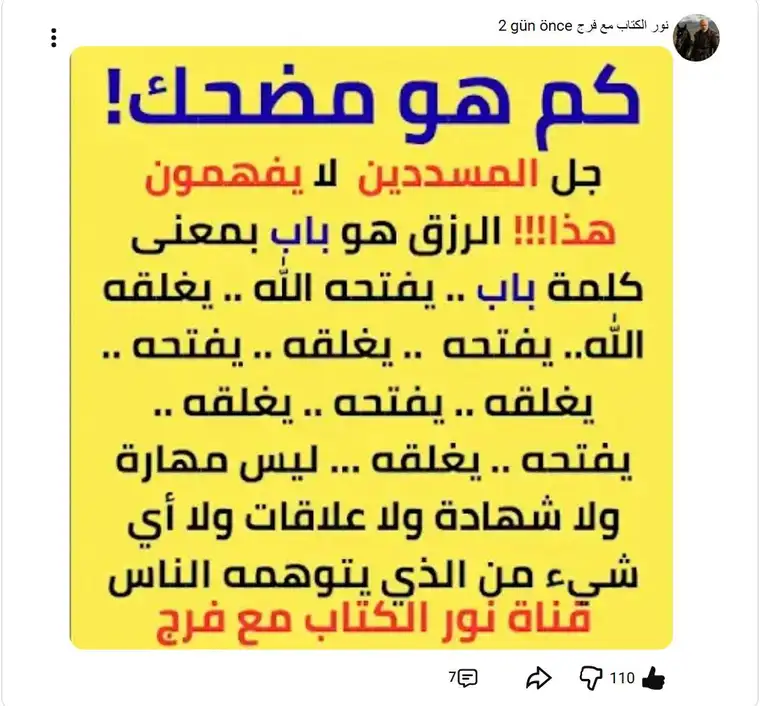 نور الكتاب مع فرج 2 gün önce
كم هو مضحك!
جل المسددين لا يفهمون
هذا!!! الرزق هو باب بمعنى
كلمة باب .. يفتحه الله .. يغلقه
الله.. يفتحه .. يغلقه .. يفتحه ..
يغلقه .. يفتحه .. يغلقه ..
يفتحه .. يغلقه ... ليس مهارة
ولا شهادة ولا علاقات ولا أي
شيء من الذي يتوهمه الناس
قناة نور الكتاب مع فرج
110
7